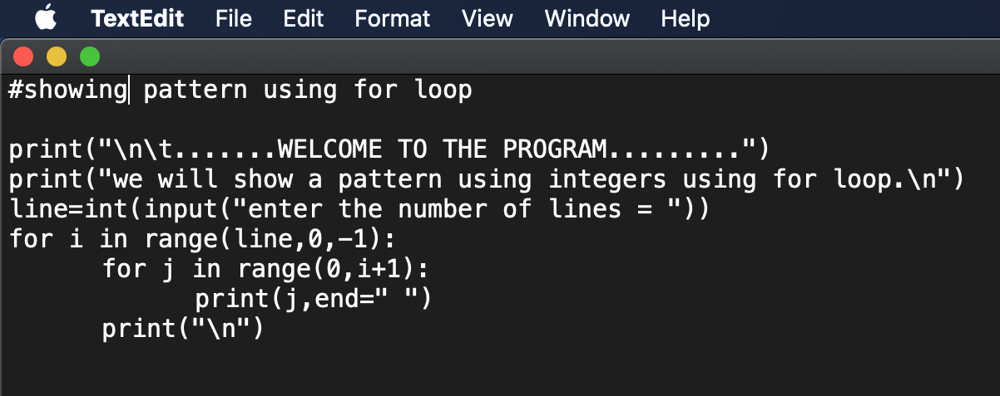 TextEdit File Edit Format View Window Help
#showing pattern using for loop
print("\n\t.......WELCOME TO THE PROGRAM.........")
print("we will show a pattern using integers using for loop.\n")
line=int(input("enter the number of lines = "))
for i in range(line,0,-1):
	for j in range(0,i+1):
		print(j,end=" ")
	print("\n")